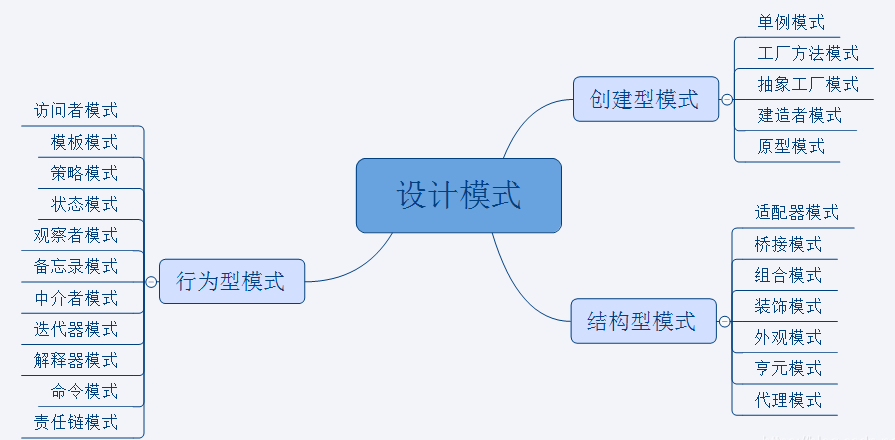 设计模式
创建型模式
单例模式
工厂方法模式
抽象工厂模式
建造者模式
原型模式
结构型模式
适配器模式
桥接模式
组合模式
装饰模式
外观模式
亨元模式
代理模式
行为型模式
访问者模式
模板模式
策略模式
状态模式
观察者模式
备忘录模式
中介者模式
迭代器模式
解释器模式
命令模式
责任链模式